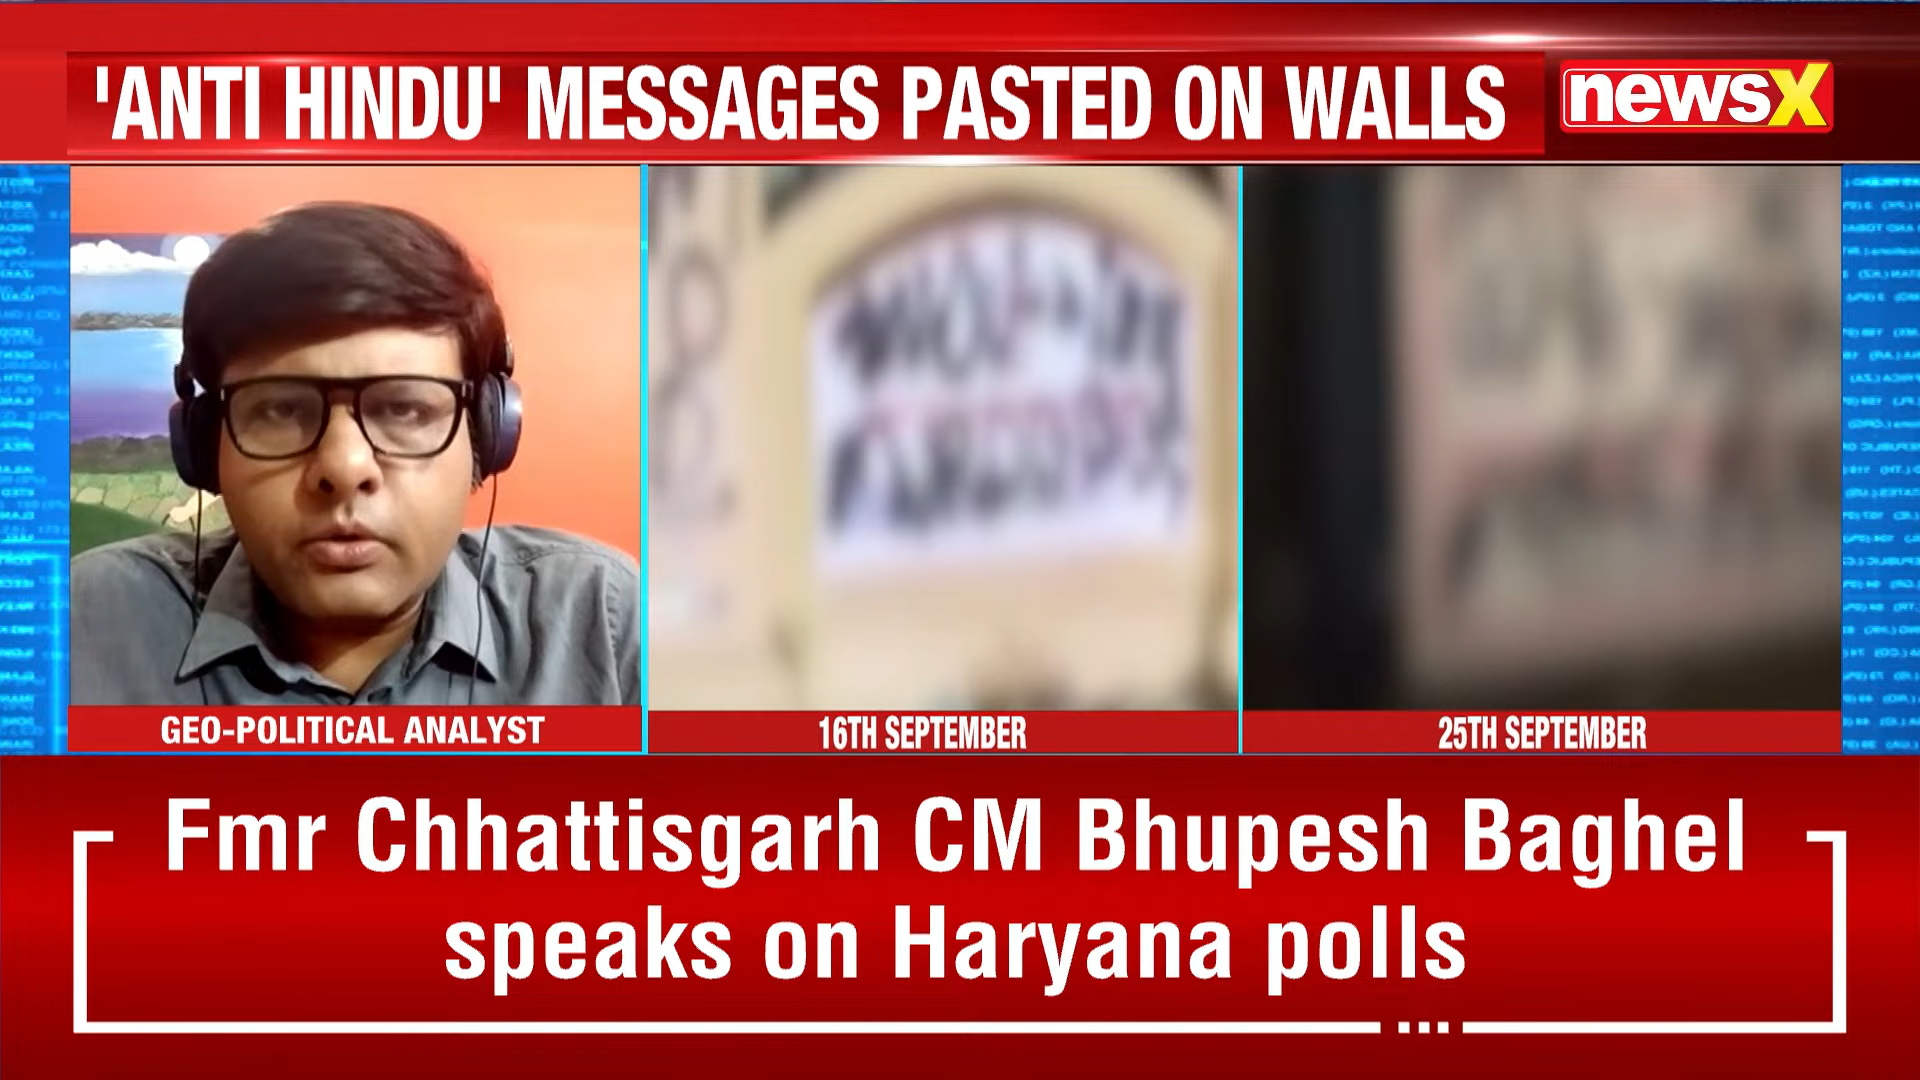 'ANTI HINDU' MESSAGES PASTED ON WALLS
newsX
GEO-POLITICAL ANALYST
16TH SEPTEMBER
25TH SEPTEMBER
Fmr Chhattisgarh CM Bhupesh Baghel
speaks on Haryana polls